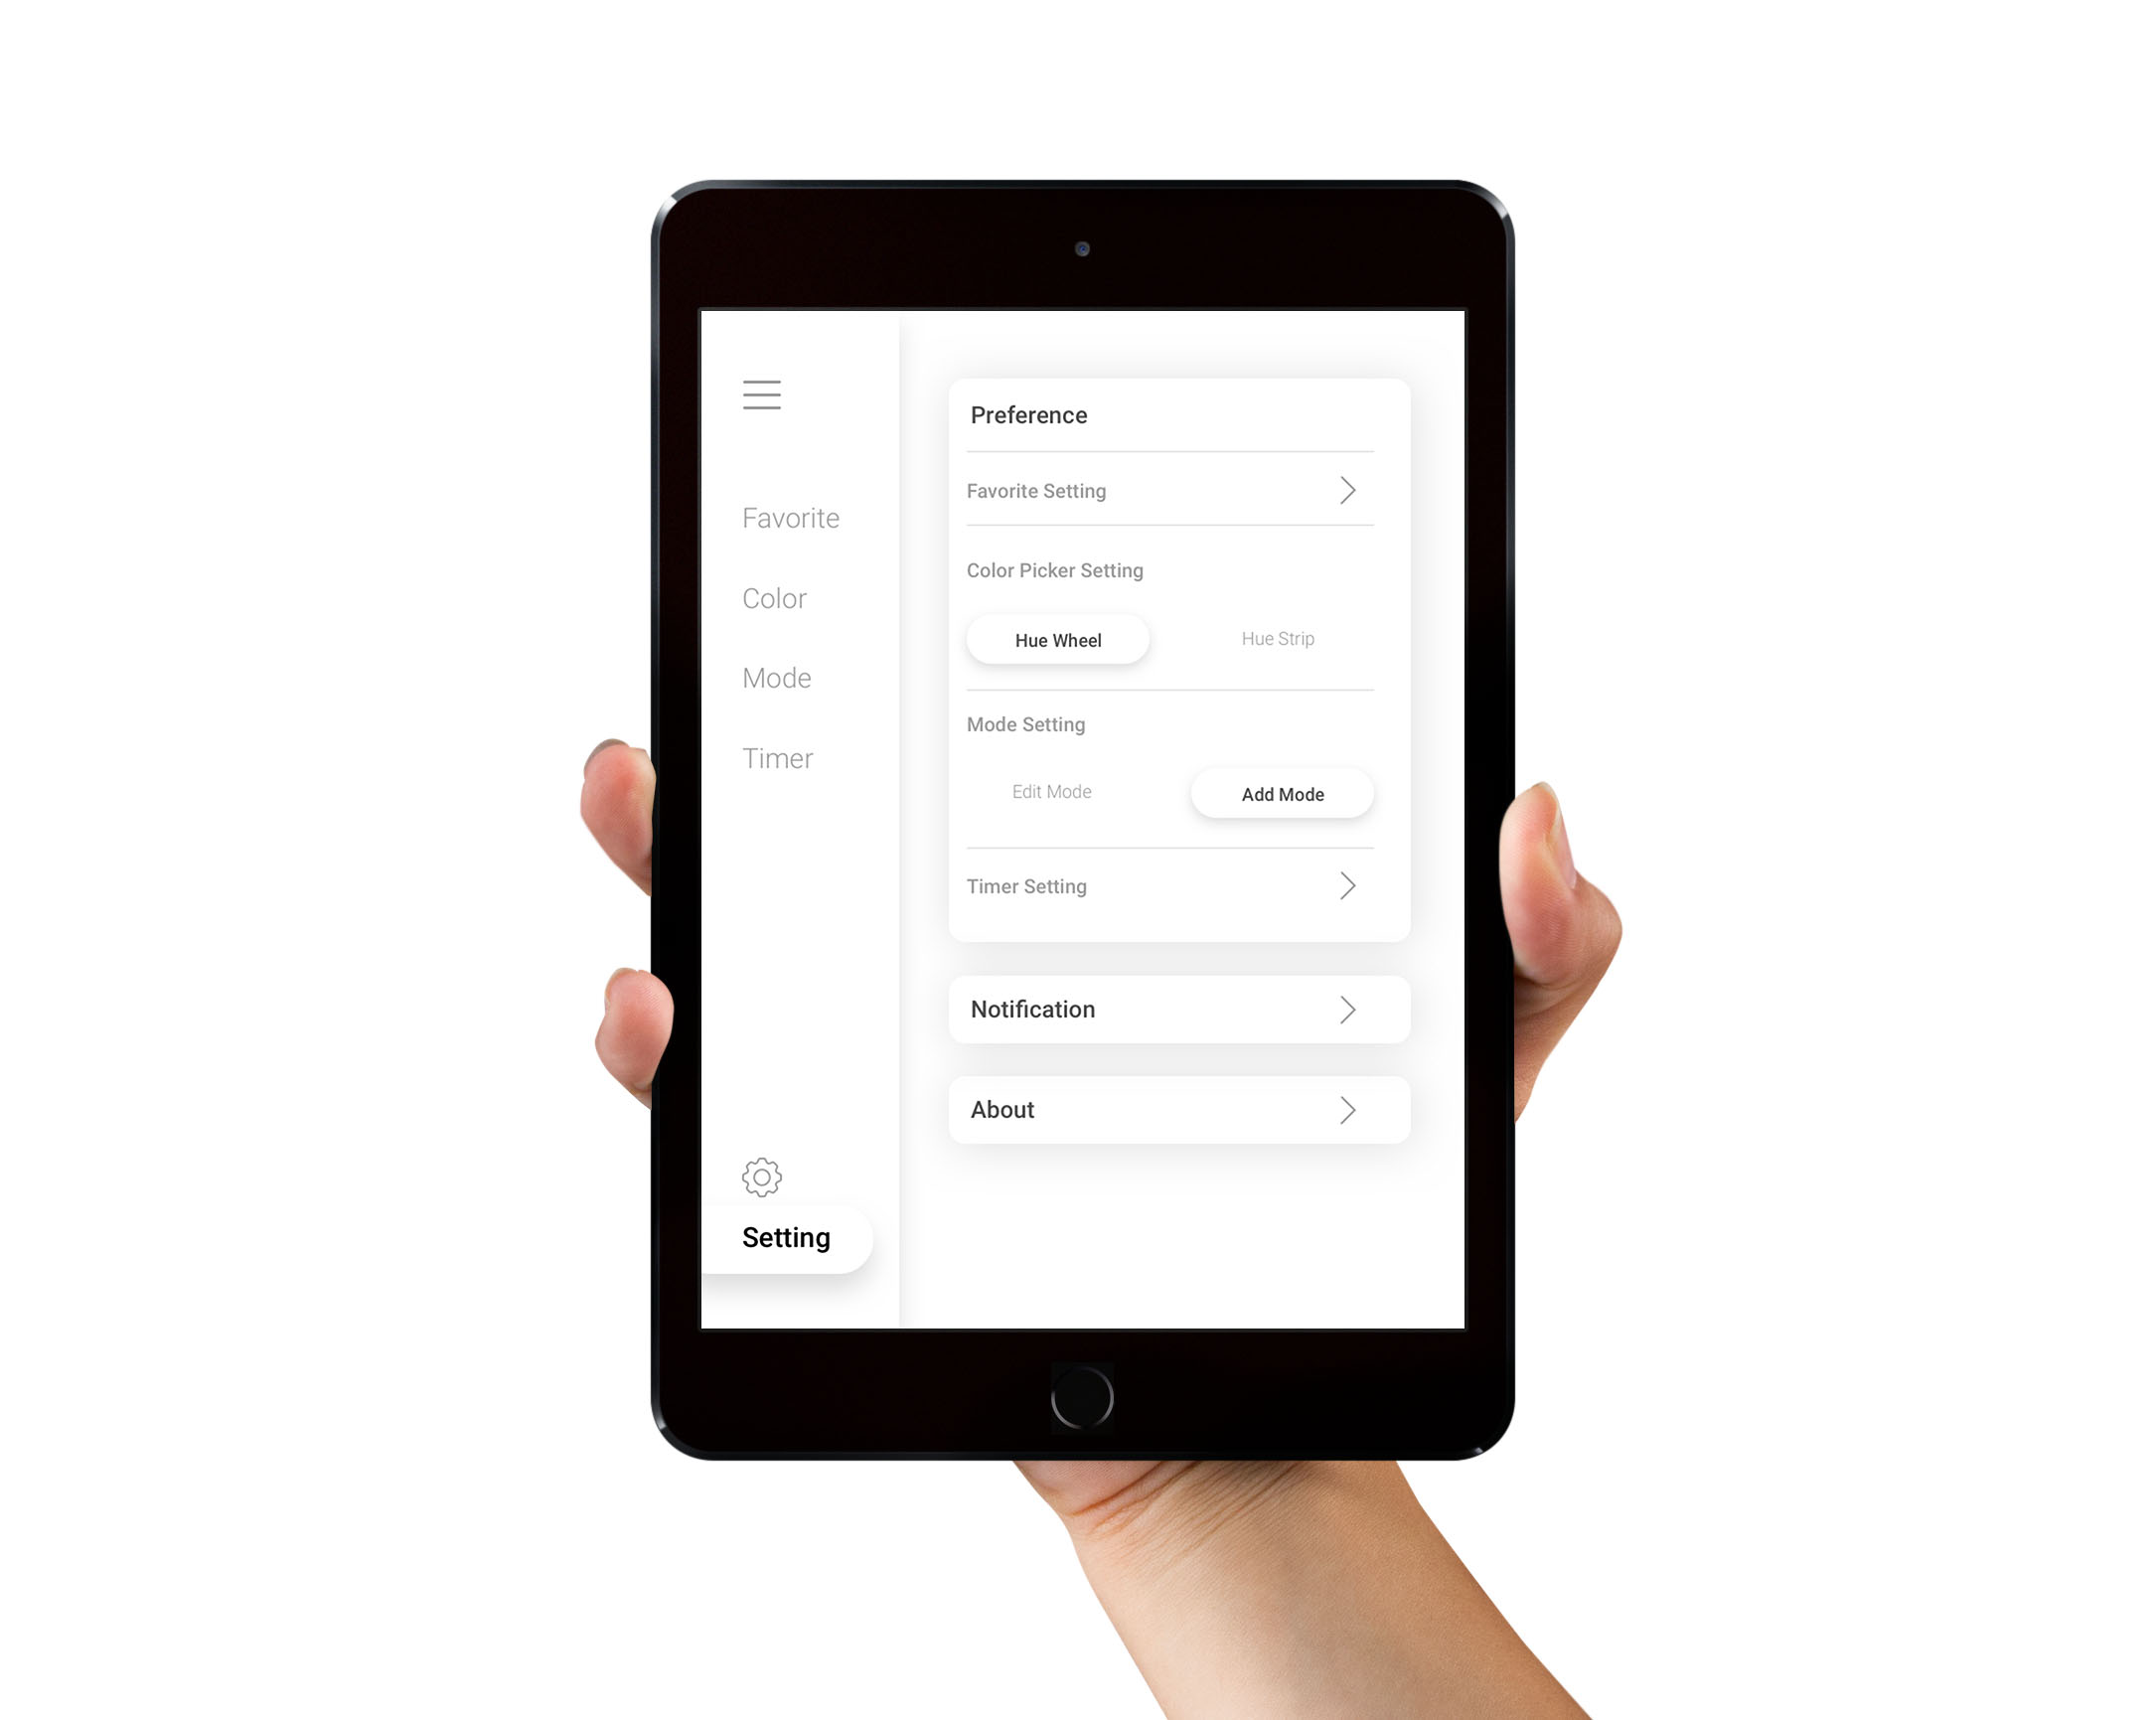 Favorite
Color
Mode
Timer
Setting
Preference
Favorite Setting
Color Picker Setting
Hue Wheel
Hue Strip
Mode Setting
Edit Mode
Add Mode
Timer Setting
Notification
About